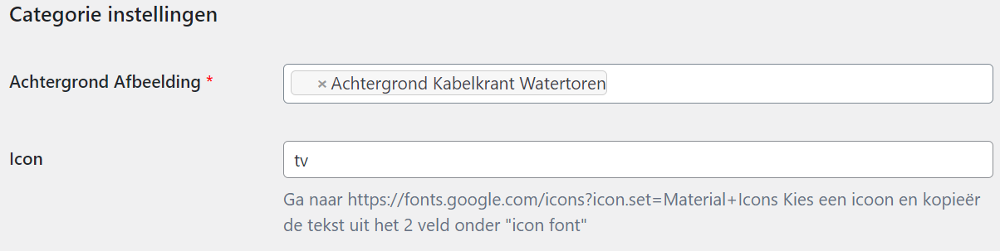 Categorie instellingen
Achtergrond Afbeelding *
× Achtergrond Kabelkrant Watertoren
Icon
tv
Ga naar https://fonts.google.com/icons?icon.set=Material+Icons Kies een icoon en kopieër
de tekst uit het 2 veld onder "icon font"